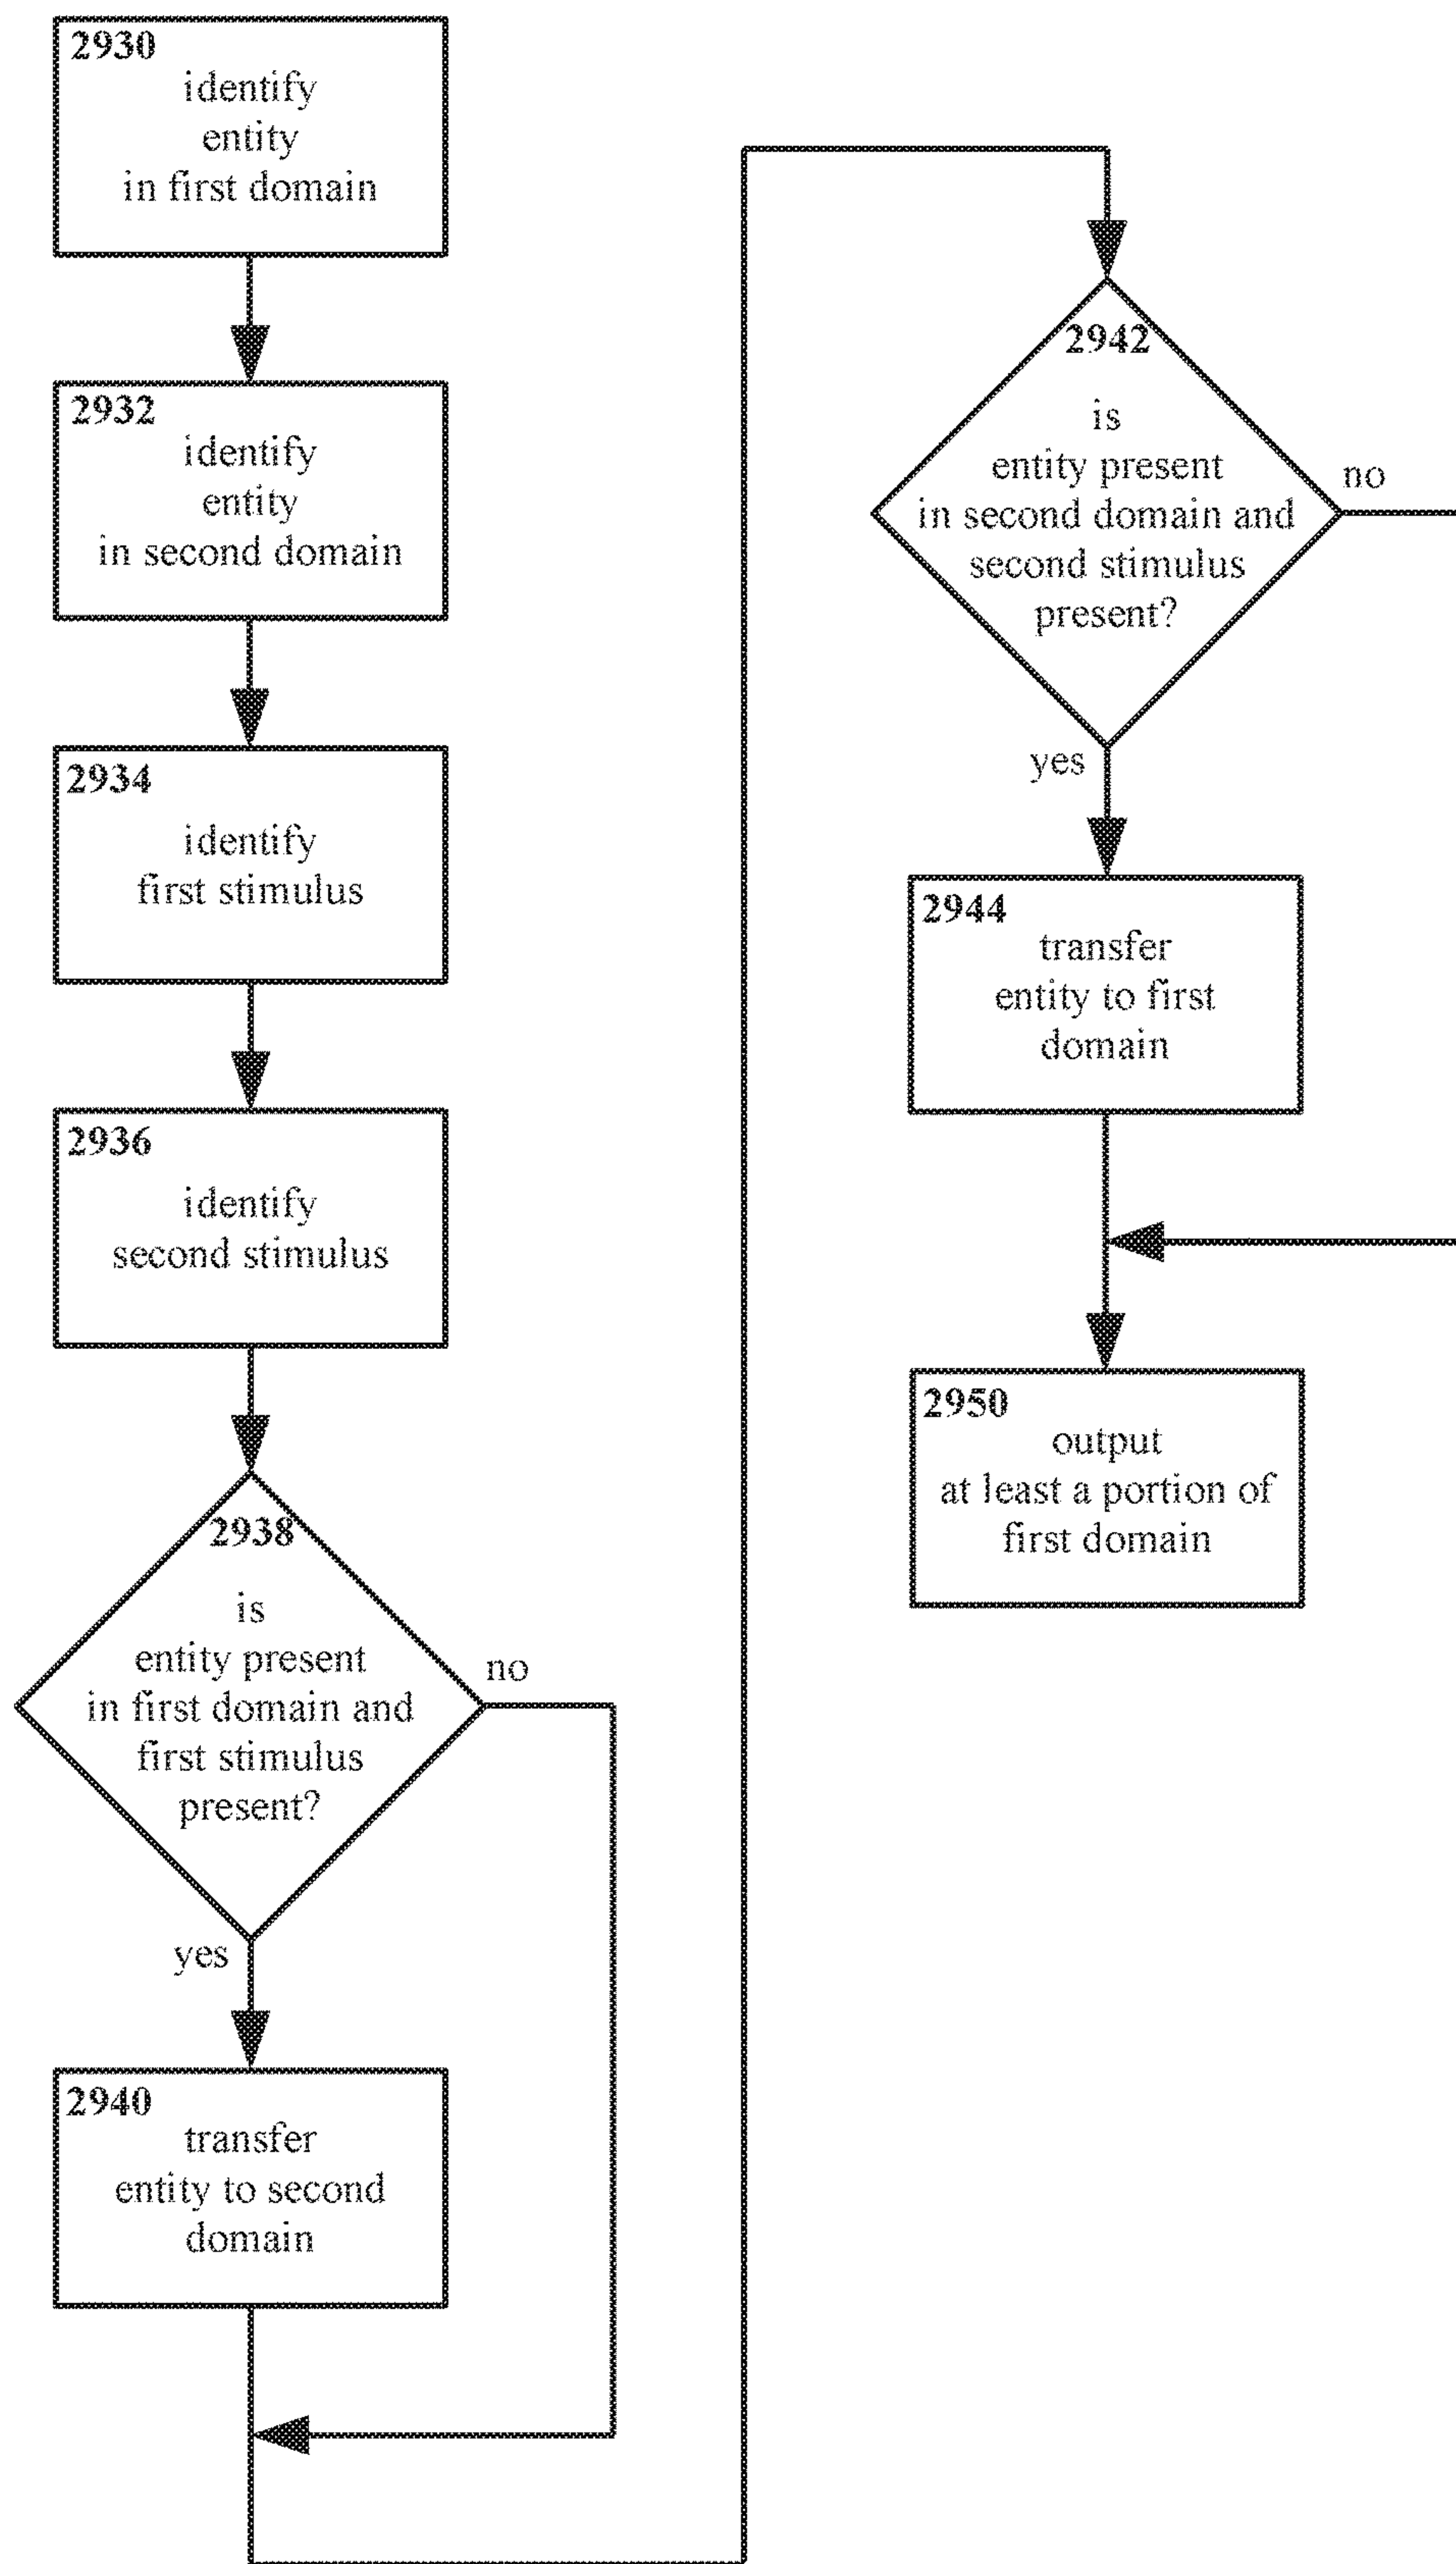 2930
identify
entity
in first domain
2932
identify
entity
in second domain
2934
identify
first stimulus
2936
identify
second stimulus
2938
is
entity present
in first domain and
first stimulus
present?
no
yes
2940
transfer
entity to second
domain
2942
is
entity present
in second domain and
second stimulus
present?
no
yes
2944
transfer
entity to first
domain
2950
output
at least a portion of
first domain